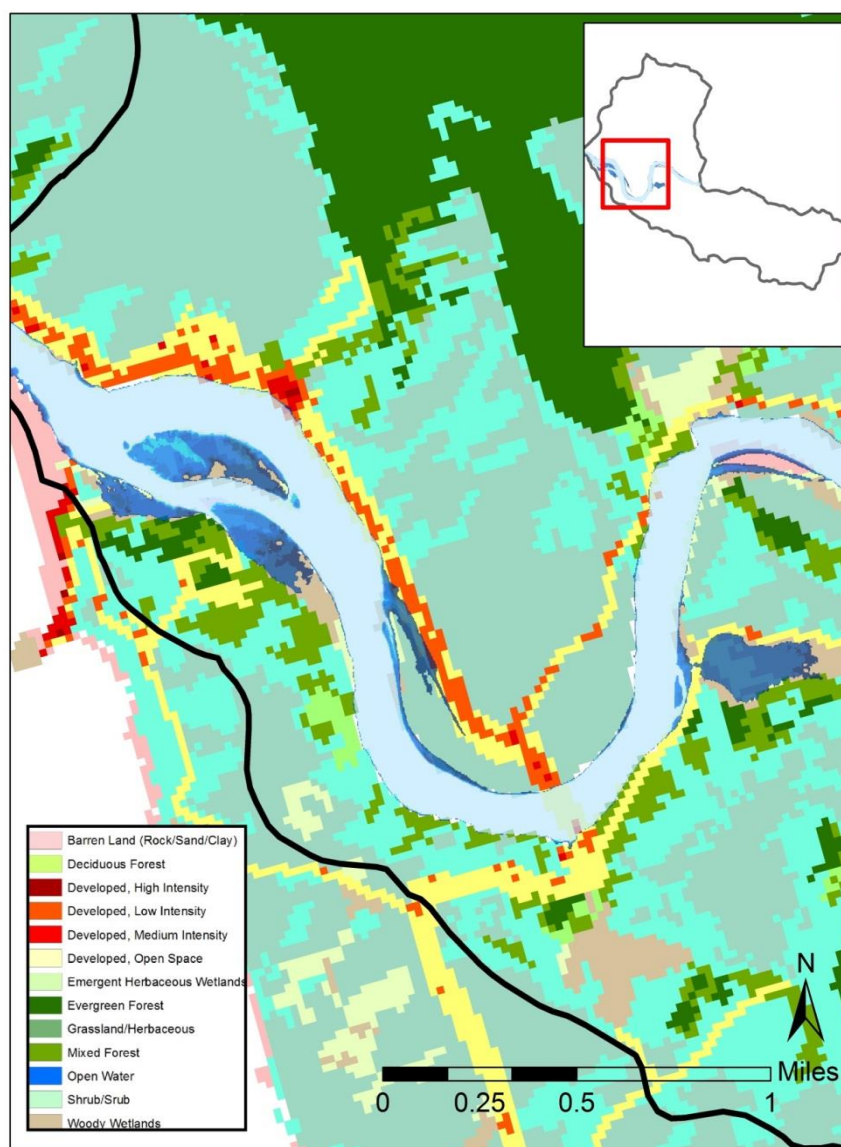 Barren Land (Rock/Sand/Clay)
Deciduous Forest
Developed, High Intensity
Developed, Low Intensity
Developed, Medium Intensity
Developed, Open Space
Emergent Herbaceous Wetlands
Evergreen Forest
Grassland/Herbaceous
Mixed Forest
Open Water
Shrub/Srub
Woody Wetlands
N
Miles
0 0.25 0.5 1